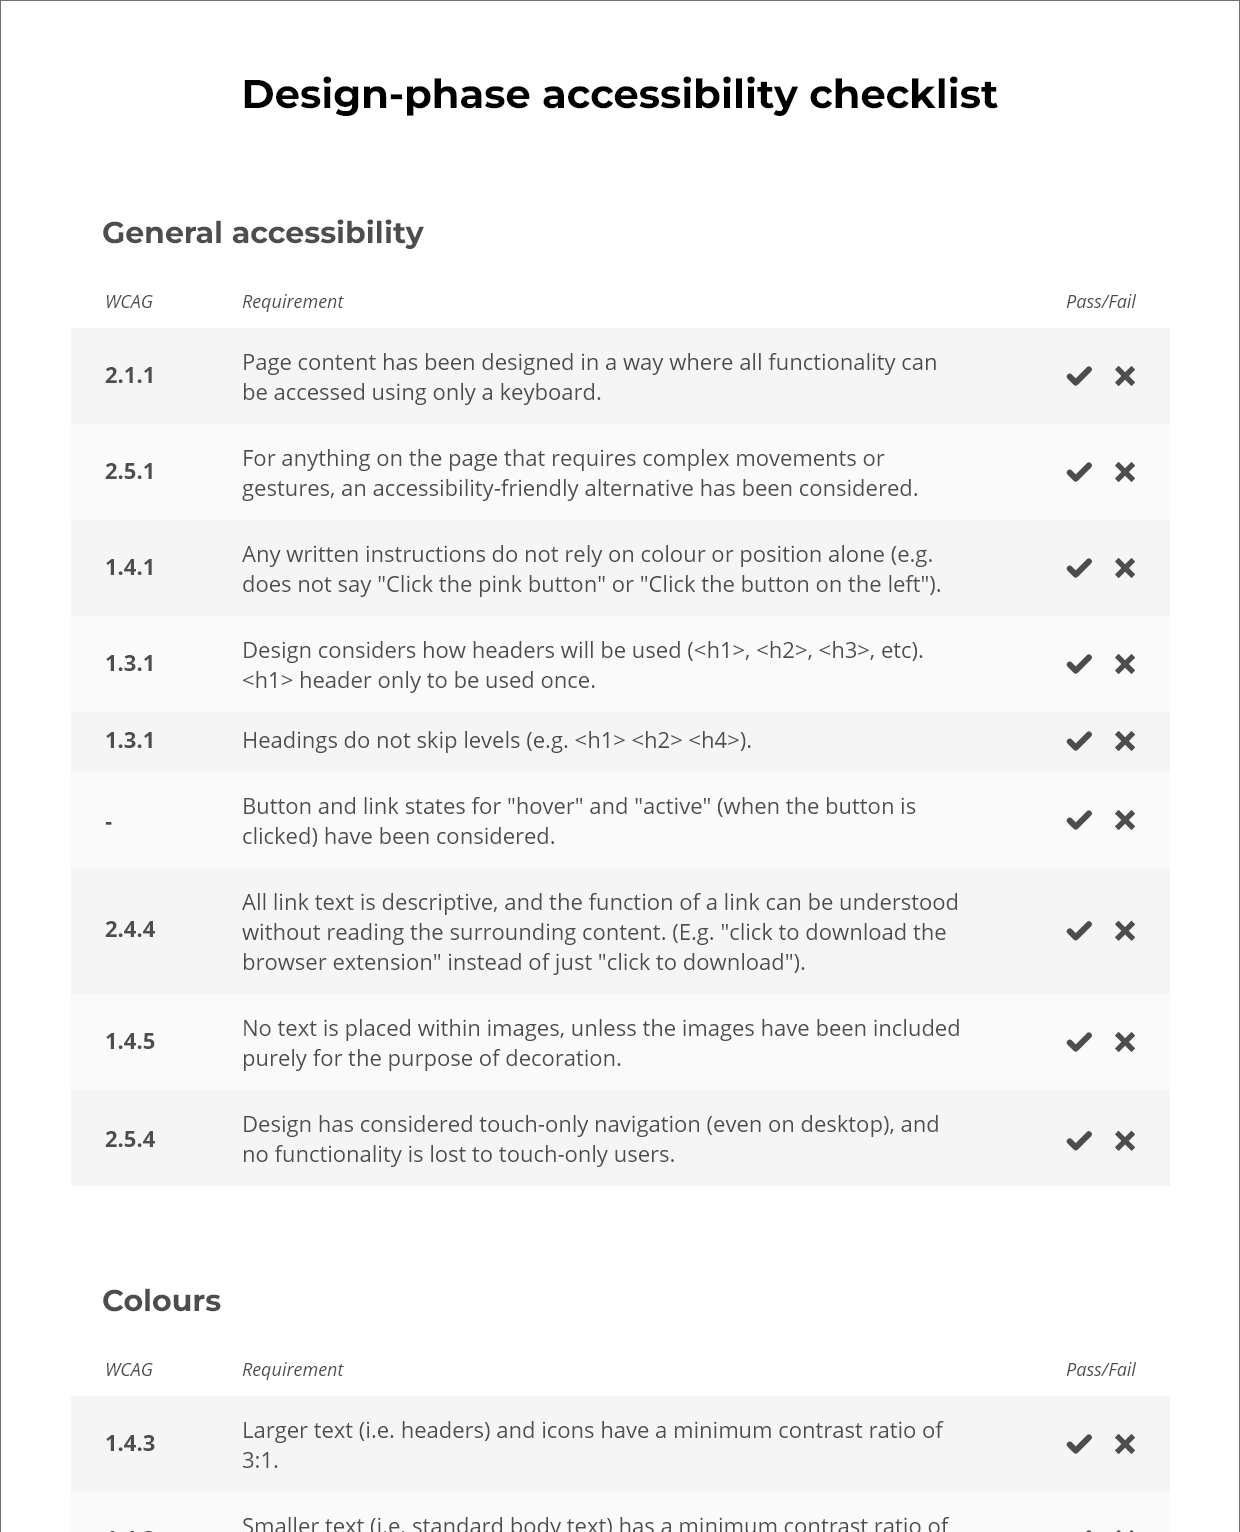 Design-phase accessibility checklist
General accessibility
WCAG Requirement Pass/Fail
2.1.1 Page content has been designed in a way where all functionality can
be accessed using only a keyboard.
2.5.1 For anything on the page that requires complex movements or
gestures, an accessibility-friendly alternative has been considered.
1.4.1 Any written instructions do not rely on colour or position alone (e.g.
does not say "Click the pink button" or "Click the button on the left").
1.3.1 Design considers how headers will be used (<h1>, <h2>, <h3>, etc).
<h1> header only to be used once.
1.3.1 Headings do not skip levels (e.g. <h1> <h2> <h4>).
- Button and link states for "hover" and "active" (when the button is
clicked) have been considered.
2.4.4 All link text is descriptive, and the function of a link can be understood
without reading the surrounding content. (E.g. "click to download the
browser extension" instead of just "click to download").
1.4.5 No text is placed within images, unless the images have been included
purely for the purpose of decoration.
2.5.4 Design has considered touch-only navigation (even on desktop), and
no functionality is lost to touch-only users.
Colours
WCAG Requirement Pass/Fail
1.4.3 Larger text (i.e. headers) and icons have a minimum contrast ratio of
3:1.
Smaller text (i.e. standard body text) has a minimum contrast ratio of